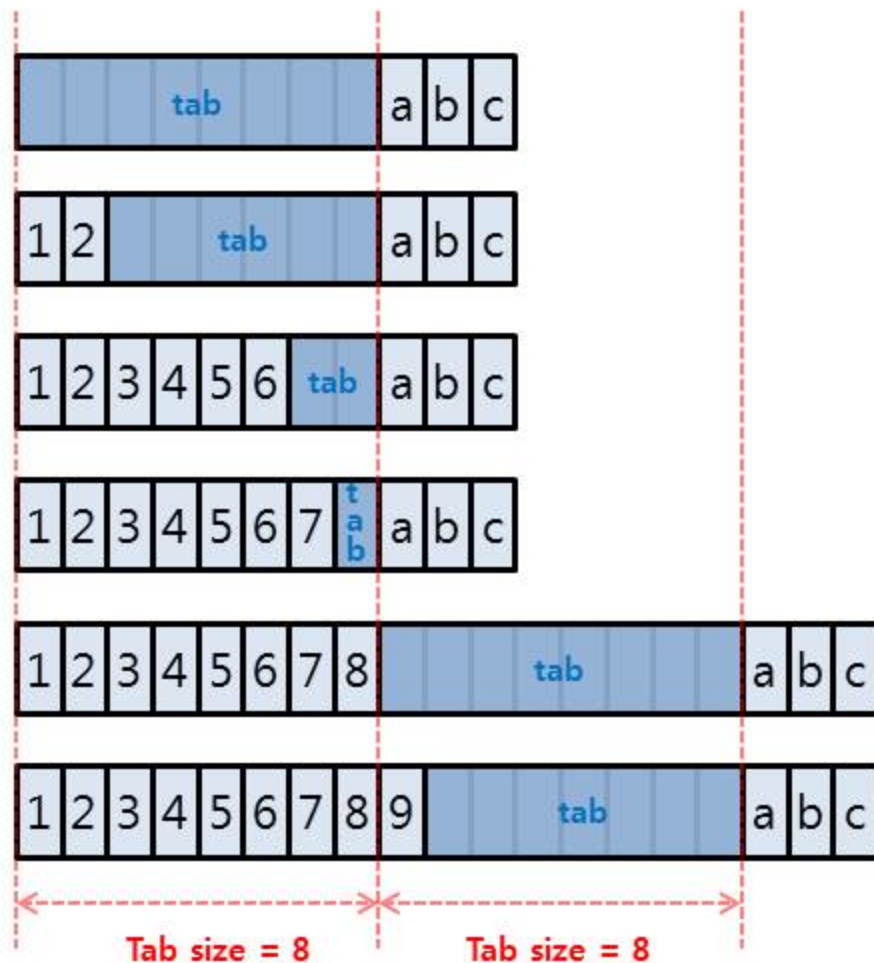 tab a b c
1 2 tab a b c
1 2 3 4 5 6 tab a b c
1 2 3 4 5 6 7 tab a b c
1 2 3 4 5 6 7 8 tab a b c
1 2 3 4 5 6 7 8 9 tab a b c
Tab size = 8 Tab size = 8